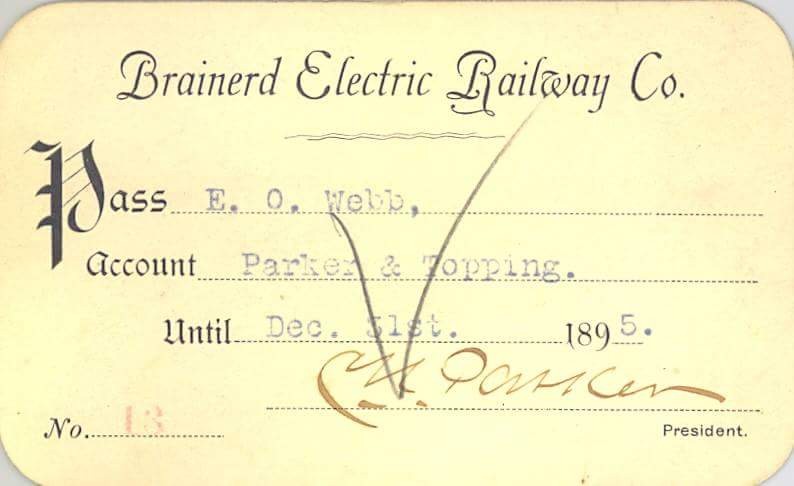 Brainerd Electric Railway Co.
Pass E. O. Webb,
Account Parker & Topping.
Until Dec. 31st. 1895.
C. N. Parker
No. 13
President.